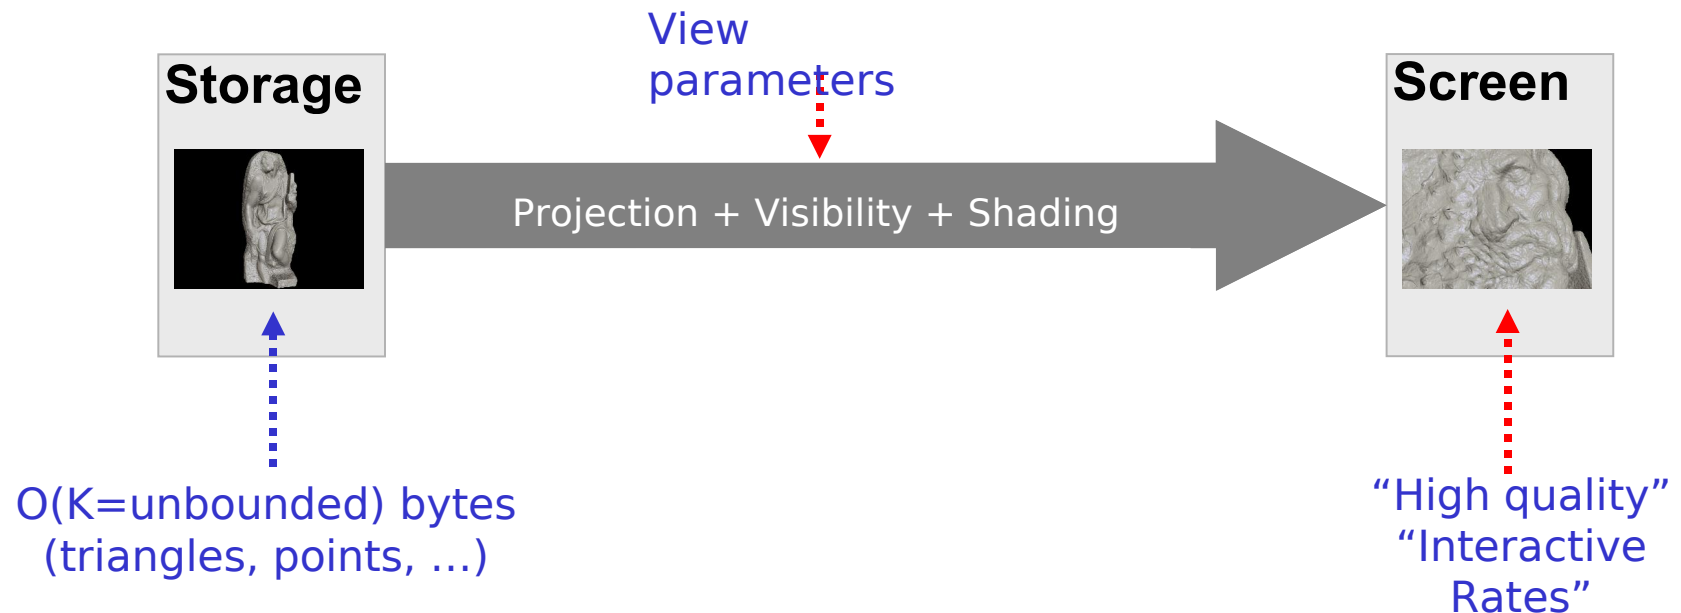 View
parameters
Storage
Screen
Projection + Visibility + Shading
O(K=unbounded) bytes
(triangles, points, …)
“High quality”
“Interactive
Rates”